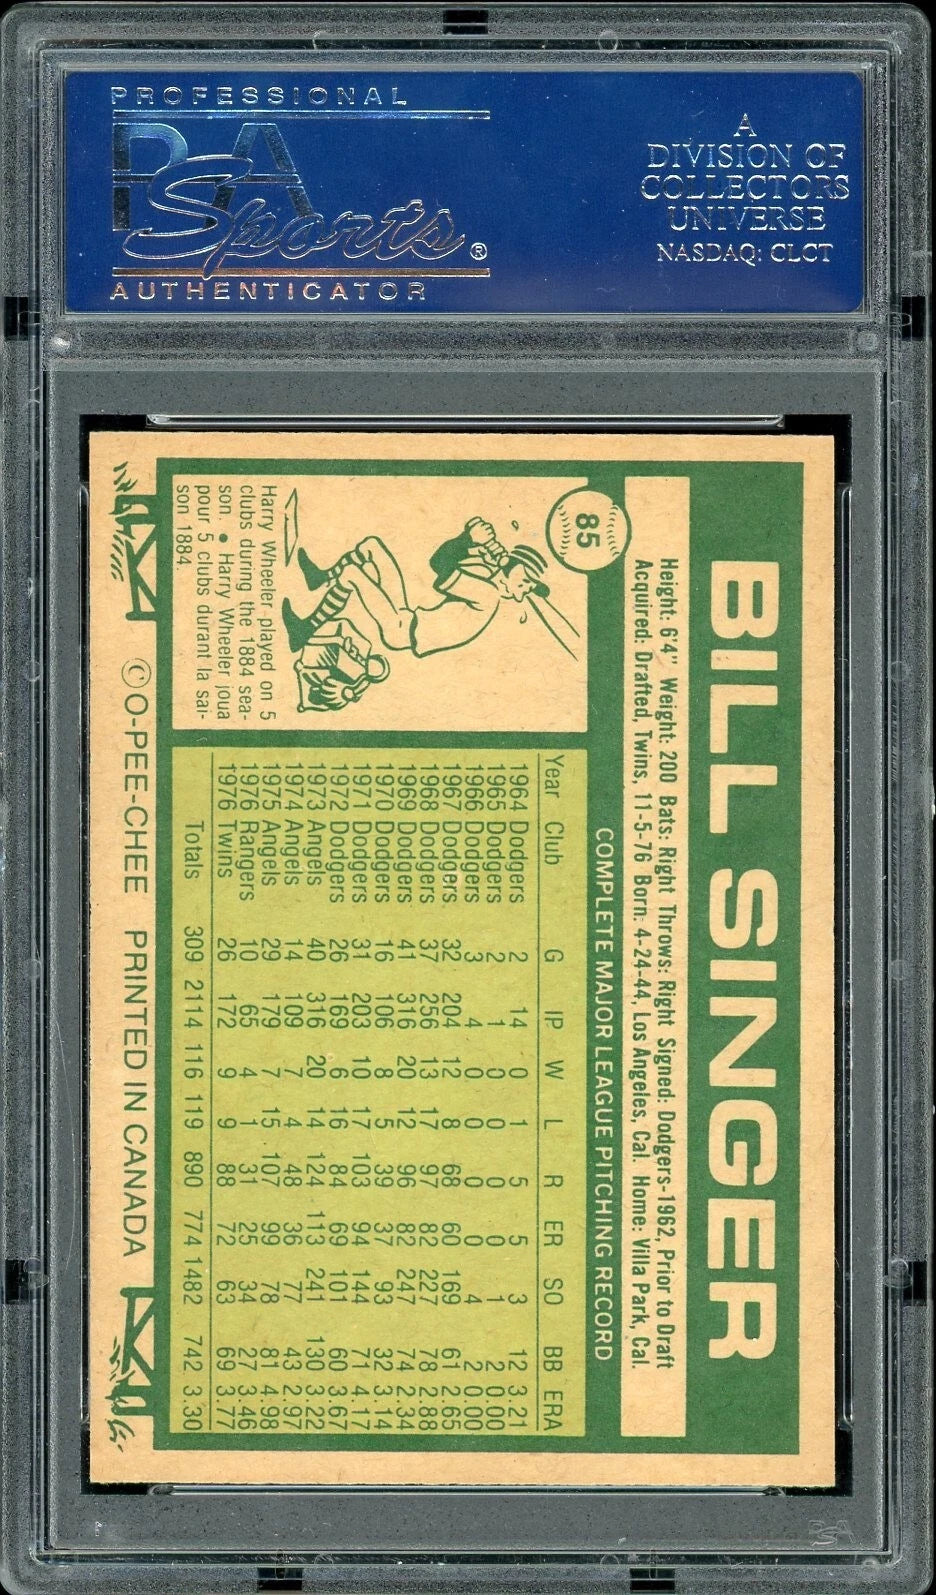 PROFESSIONAL
PSA
Sports®
AUTHENTICATOR
A
DIVISION OF
COLLECTORS
UNIVERSE
NASDAQ: CLCT
BILL SINGER
Height: 6'4" Weight: 200 Bats: Right Throws: Right Signed: Dodgers-1962, Prior to Draft
Acquired: Drafted, Twins, 11-5-76 Born: 4-24-44, Los Angeles, Cal. Home: Villa Park, Cal.
85
COMPLETE MAJOR LEAGUE PITCHING RECORD
Year Club G IP W L R ER SO BB ERA
1964 Dodgers 2 14 0 1 5 5 3 12 3.21
1965 Dodgers 2 1 0 0 0 0 1 2 0.00
1966 Dodgers 3 4 0 0 0 0 4 2 0.00
1967 Dodgers 32 204 12 8 68 60 169 61 2.65
1968 Dodgers 37 256 13 17 97 82 227 78 2.88
1969 Dodgers 41 316 20 12 96 82 247 74 2.34
1970 Dodgers 16 106 8 5 39 37 93 32 3.14
1971 Dodgers 31 203 10 17 103 94 144 71 4.17
1972 Dodgers 26 169 6 16 84 69 101 60 3.67
1973 Angels 40 316 20 14 124 113 241 130 3.22
1974 Angels 14 109 7 4 48 36 77 43 2.97
1975 Angels 29 179 7 15 107 99 78 81 4.98
1976 Rangers 10 65 4 1 31 25 34 27 3.46
1976 Twins 26 172 9 9 88 72 63 69 3.77
Totals 309 2114 116 119 890 774 1482 742 3.30
Harry Wheeler played on 5
clubs during the 1884 sea-
son. • Harry Wheeler joua
pour 5 clubs durant la sai-
son 1884.
©O-PEE-CHEE PRINTED IN CANADA
PSA